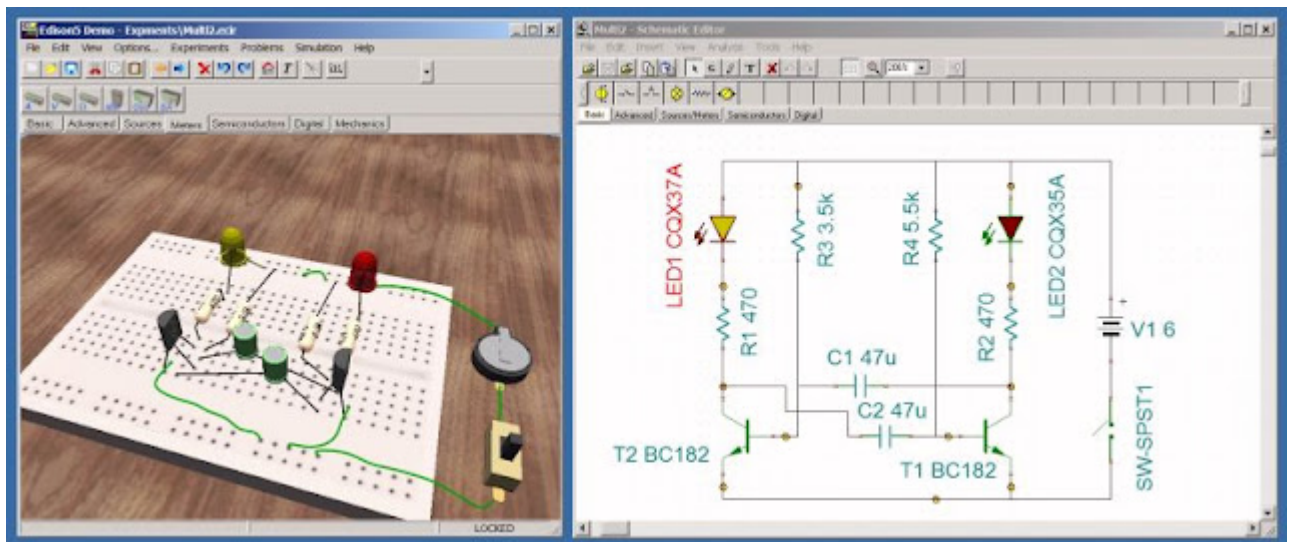 Edison5 Demo - Expments\Multi2.ecir
File Edit View Options... Experiments Problems Simulation Help
Basic Advanced Sources Meters Semiconductors Digital Mechanics
LOCKED
Multi2 - Schematic Editor
File Edit Insert View Analysis Tools Help
200%
Basic Advanced Sources/Meters Semiconductors Digital
LED1 CQX37A
R3 3.5k
R4 5.5k
LED2 CQX35A
R1 470
R2 470
C1 47u
C2 47u
V1 6
+
T2 BC182
T1 BC182
SW-SPST1